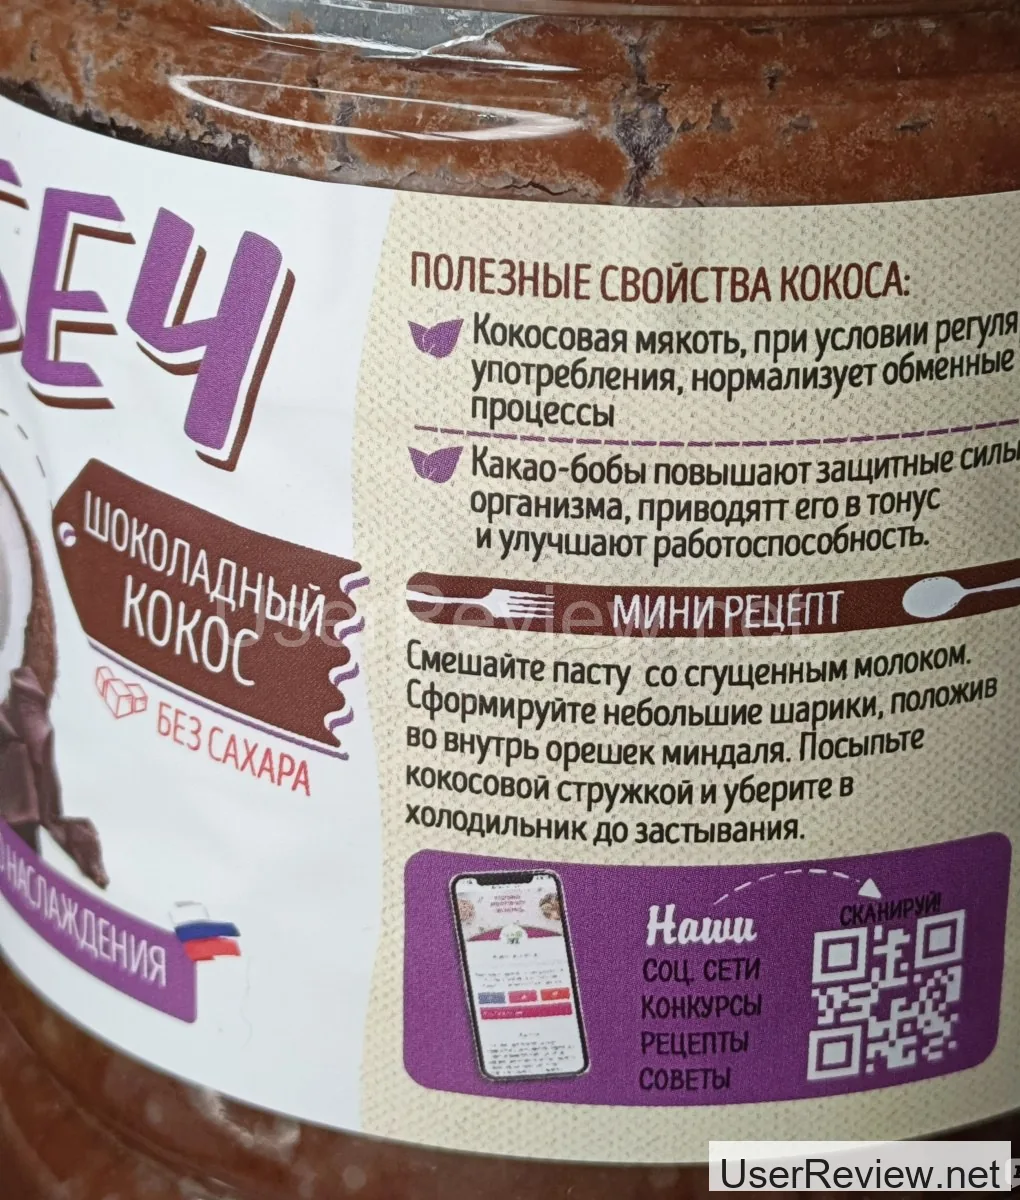 БЕЧ
ШОКОЛАДНЫЙ
КОКОС
БЕЗ САХАРА
НАСЛАЖДЕНИЯ
ПОЛЕЗНЫЕ СВОЙСТВА КОКОСА:
Кокосовая мякоть, при условии регуля
употребления, нормализует обменные
процессы
Какао-бобы повышают защитные силы
организма, приводятт его в тонус
и улучшают работоспособность.
МИНИ РЕЦЕПТ
Смешайте пасту со сгущенным молоком.
Сформируйте небольшие шарики, положив
во внутрь орешек миндаля. Посыпьте
кокосовой стружкой и уберите в
холодильник до застывания.
Наши
СОЦ. СЕТИ
КОНКУРСЫ
РЕЦЕПТЫ
СОВЕТЫ
СКАНИРУЙ!
UserReview.net
UserReview.net